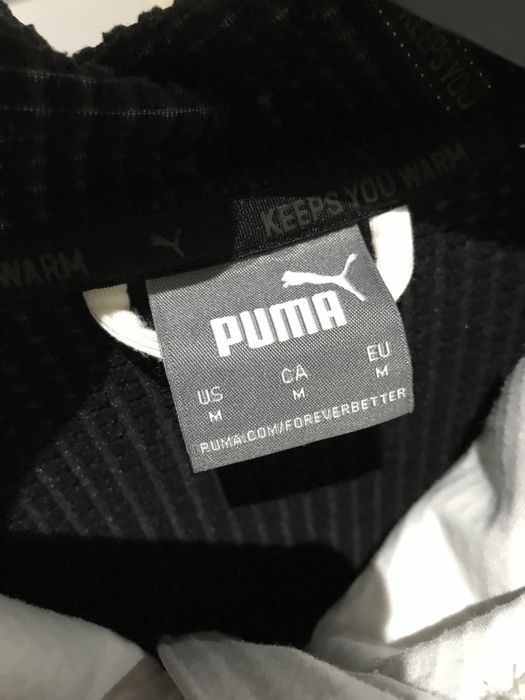 KEEPS YOU
KEEPS YOU WARM
WARM
PUMA
US CA EU
M M M
PUMA.COM/FOREVERBETTER